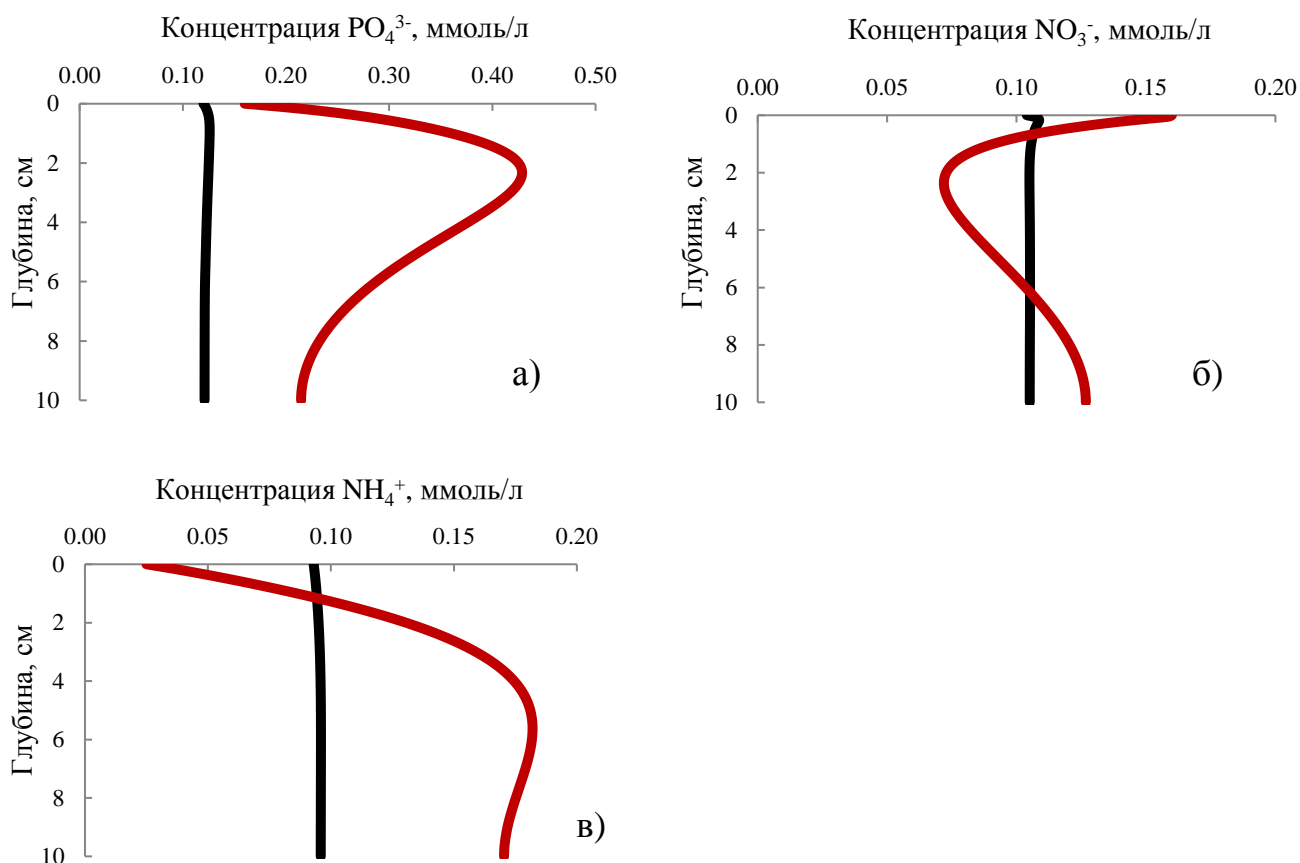 Концентрация PO₄³⁻, ммоль/л
0.00 0.10 0.20 0.30 0.40 0.50
Глубина, см
0
2
4
6
8
10
а)
Концентрация NO₃⁻, ммоль/л
0.00 0.05 0.10 0.15 0.20
Глубина, см
0
2
4
6
8
10
б)
Концентрация NH₄⁺, ммоль/л
0.00 0.05 0.10 0.15 0.20
Глубина, см
0
2
4
6
8
10
в)